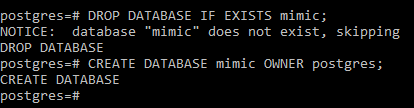 postgres=# DROP DATABASE IF EXISTS mimic;
NOTICE:  database "mimic" does not exist, skipping
DROP DATABASE
postgres=# CREATE DATABASE mimic OWNER postgres;
CREATE DATABASE
postgres=#